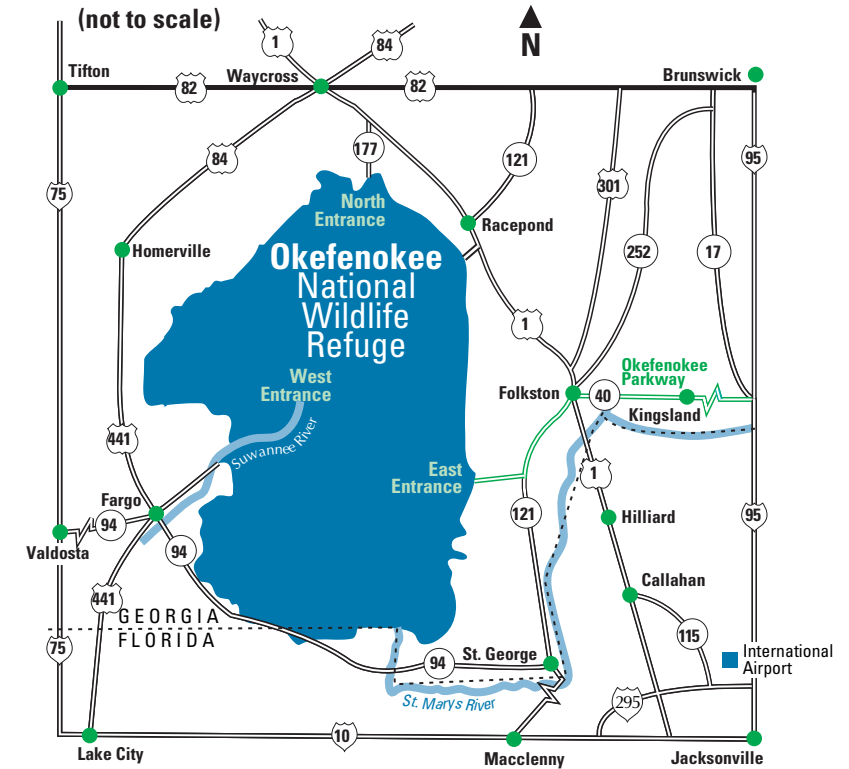 (not to scale)
N
1
84
Tifton
Waycross
Brunswick
82
82
84
177
121
95
75
301
North
Entrance
Racepond
Homerville
Okefenokee
National
Wildlife
Refuge
252
17
1
West
Entrance
Okefenokee
Parkway
Folkston
40
Kingsland
441
Suwannee River
East
Entrance
1
Fargo
94
121
Hilliard
95
Valdosta
94
441
Callahan
GEORGIA
FLORIDA
75
115
St. George
94
International
Airport
St. Marys River
295
10
Lake City
Macclenny
Jacksonville